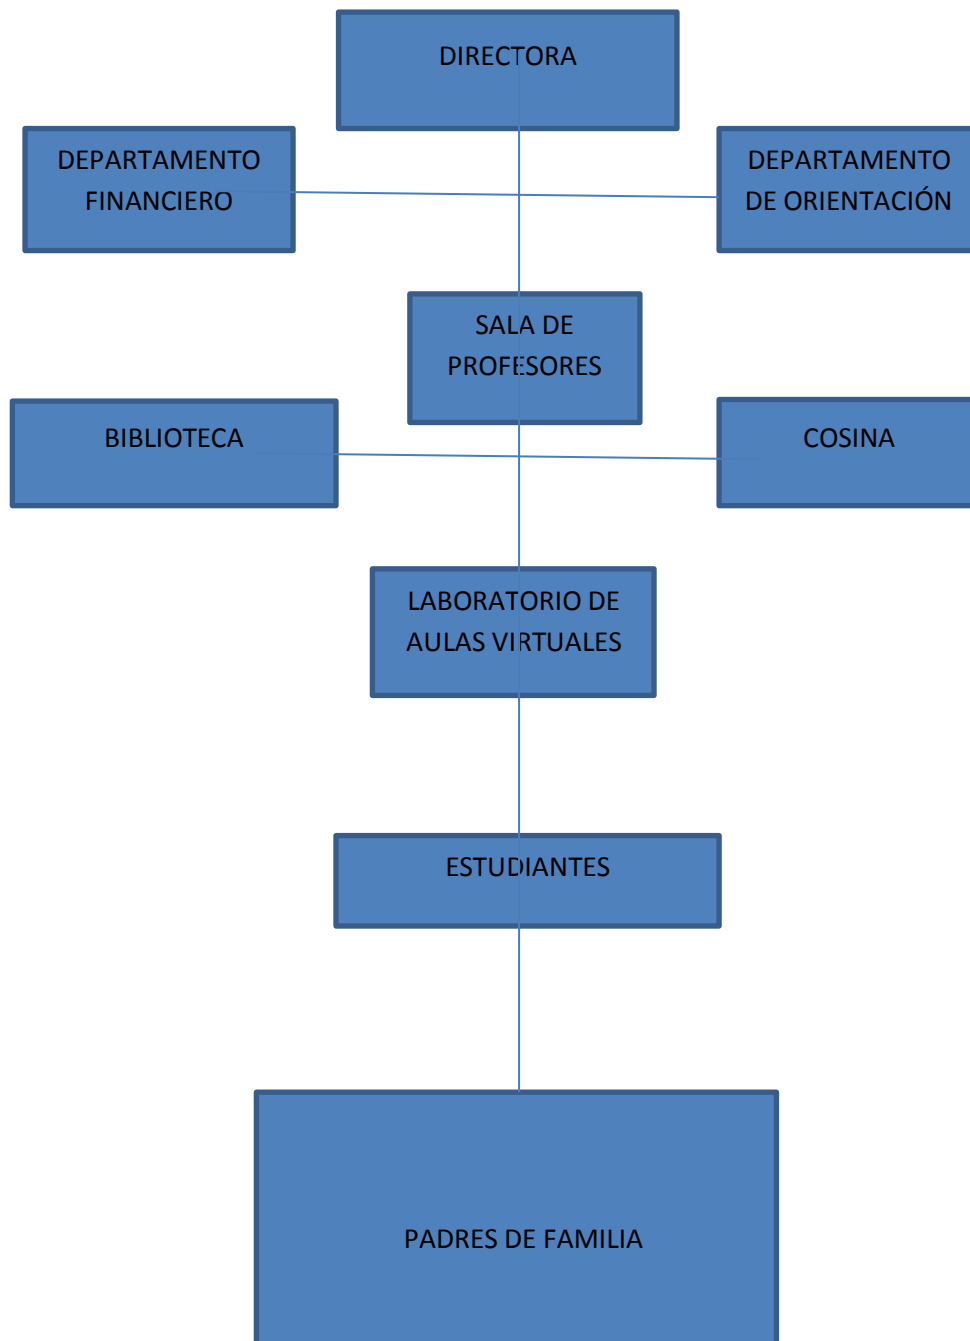 DIRECTORA
DEPARTAMENTO
FINANCIERO
DEPARTAMENTO
DE ORIENTACIÓN
SALA DE
PROFESORES
BIBLIOTECA
COSINA
LABORATORIO DE
AULAS VIRTUALES
ESTUDIANTES
PADRES DE FAMILIA